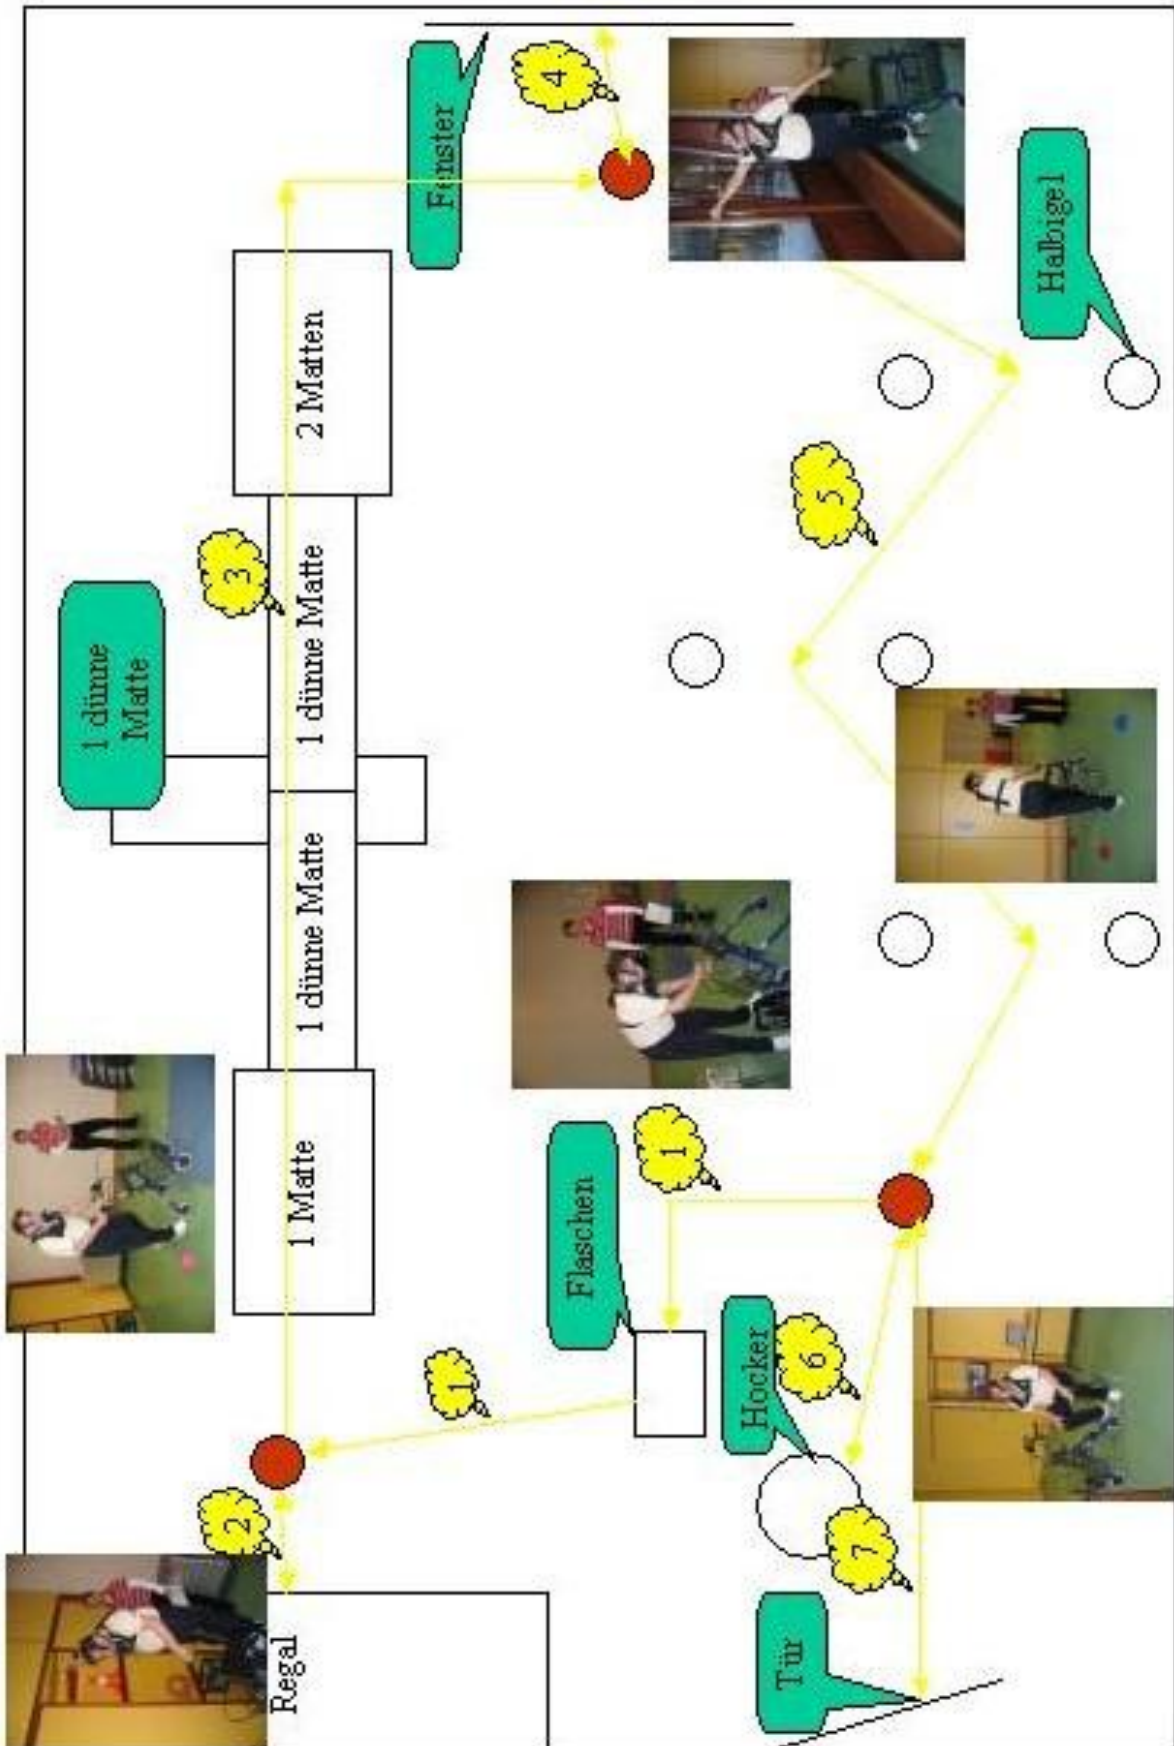 Regal
2
1 Matte
1 dünne Matte
1 dünne Matte
2 Matten
3
1 dünne
Matte
Fenster
4
1
Flaschen
1
Hocker
6
7
Tür
5
Halbigel